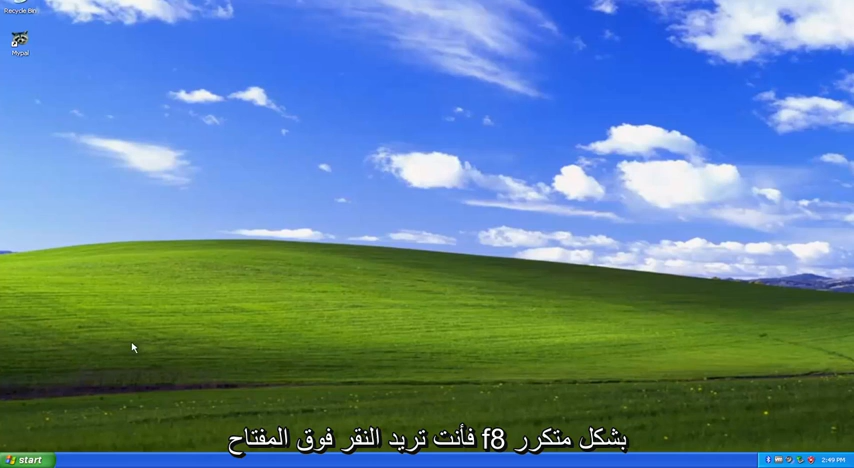 Recycle Bin
Mypal
فأنت تريد النقر فوق المفتاح f8 بشكل متكرر
start
2:49 PM